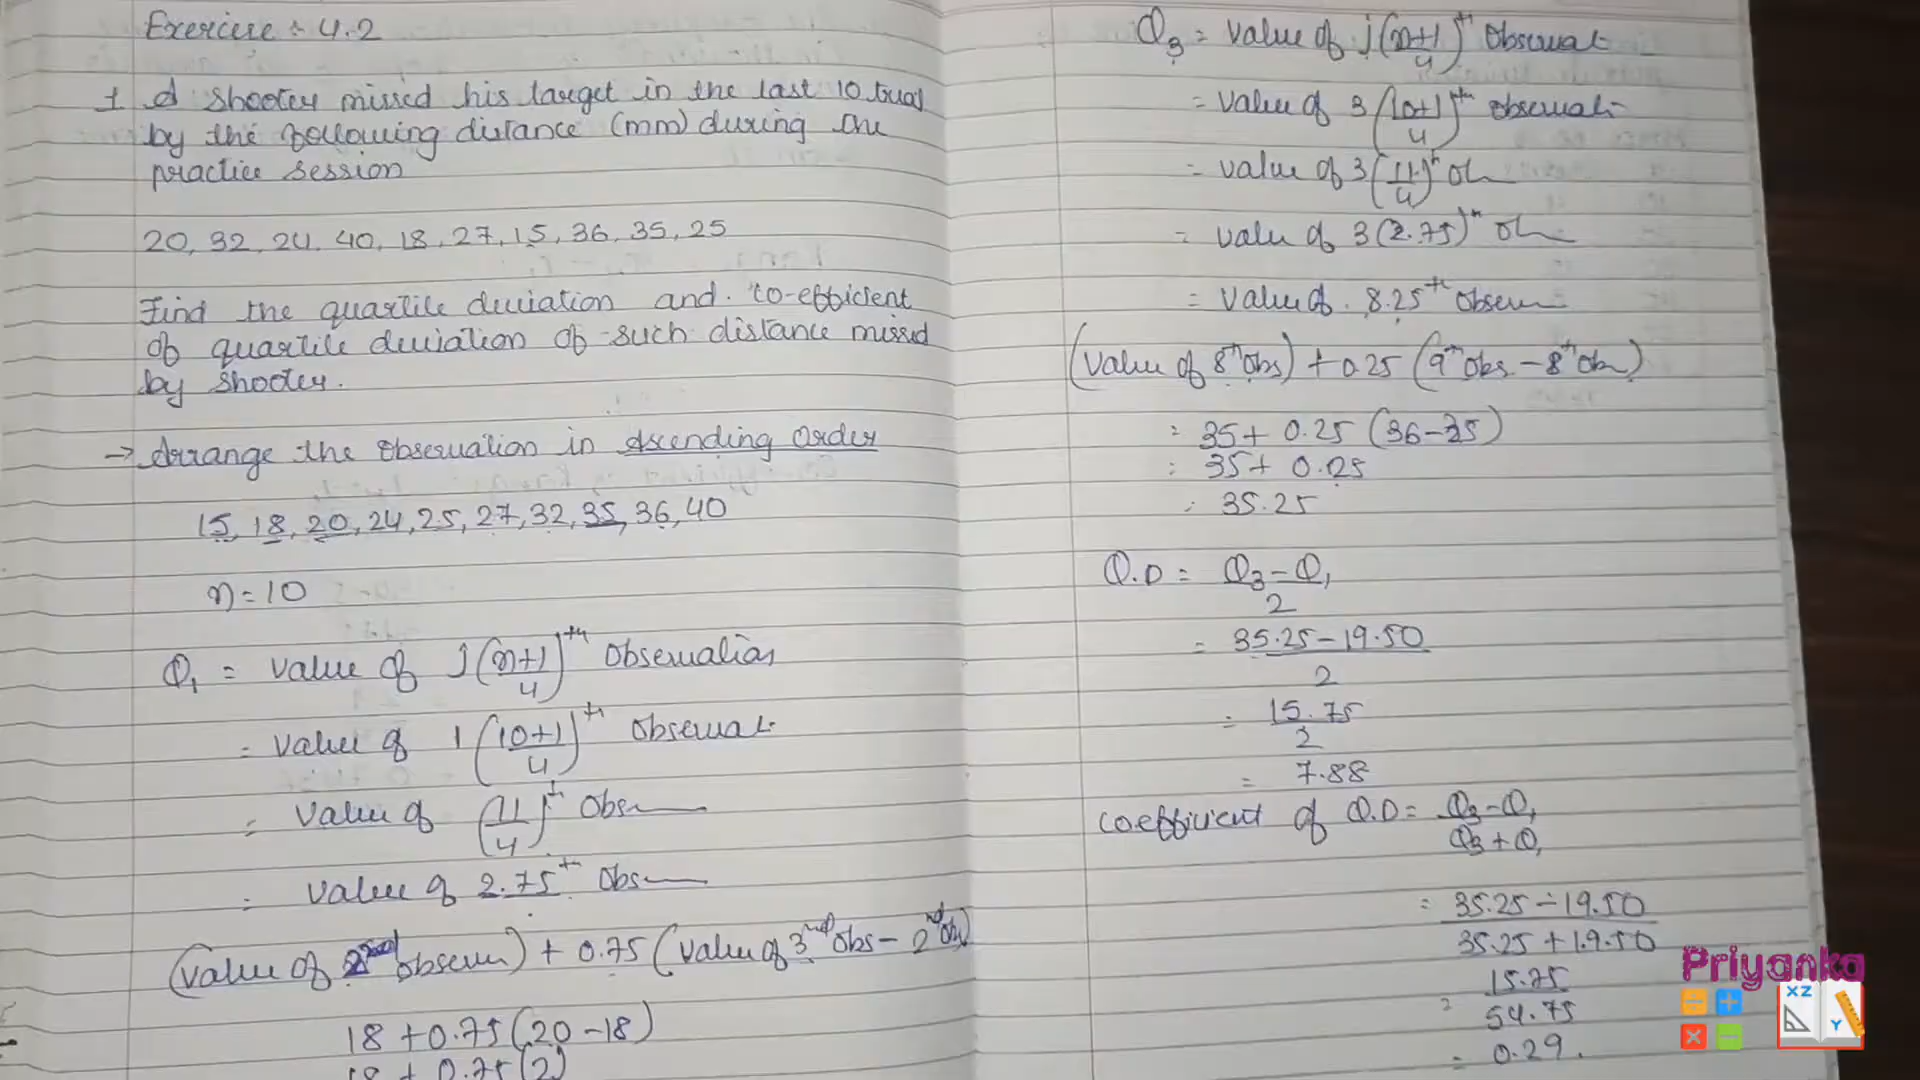 Exercise : 4.2
1 A shooter missed his target in the last 10 trial
by the following distance (mm) during the
practice session
20, 32, 24, 40, 18, 27, 15, 36, 35, 25
Find the quartile deviation and co-efficient
of quartile deviation of such distance missed
by shooter.
→ Arrange the observation in Ascending Order
15, 18, 20, 24, 25, 27, 32, 35, 36, 40
n = 10
Q₁ = value of j(n+1/4)th Observation
= value of 1(10+1/4)th Observat
= value of (11/4)th Obser
= value of 2.75th Obs
(value of 2nd observ) + 0.75 (value of 3nd obs - 2nd ob)
18 + 0.75 (20 - 18)
18 + 0.75 (2)
Q₃ = value of j(n+1/4)th Observat
= value of 3(10+1/4)th observati
= value of 3(11/4)th Ob
= value of 3(2.75)th ob
= value of 8.25th observ
(value of 8th obs) + 0.25 (9th obs - 8th ob)
= 35 + 0.25 (36-35)
= 35 + 0.25
= 35.25
Q.D = Q₃ - Q₁ / 2
= 35.25 - 19.50 / 2
= 15.75 / 2
= 7.88
coefficient of Q.D = Q₃ - Q₁ / Q₃ + Q₁
= 35.25 - 19.50 / 35.25 + 19.50
= 15.75 / 54.75
= 0.29.
Priyanka
XZ
Y